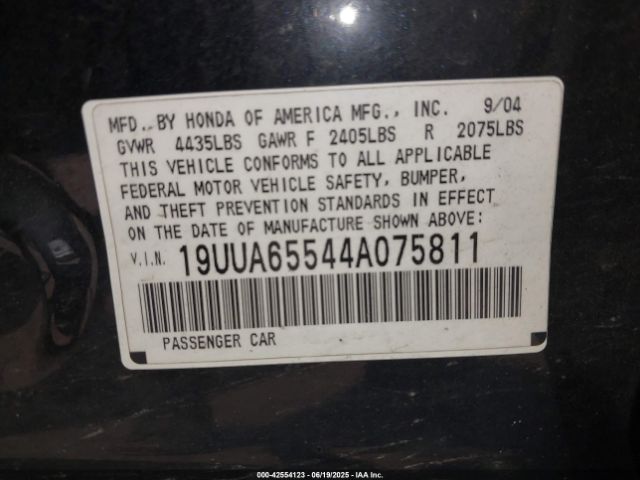 MFD. BY HONDA OF AMERICA MFG., INC. 9/04
GVWR 4435LBS GAWR F 2405LBS R 2075LBS
THIS VEHICLE CONFORMS TO ALL APPLICABLE
FEDERAL MOTOR VEHICLE SAFETY, BUMPER,
AND THEFT PREVENTION STANDARDS IN EFFECT
ON THE DATE OF MANUFACTURE SHOWN ABOVE:
V.I.N. 19UUA65544A075811
PASSENGER CAR
000-42554123 - 06/19/2025 - IAA Inc.